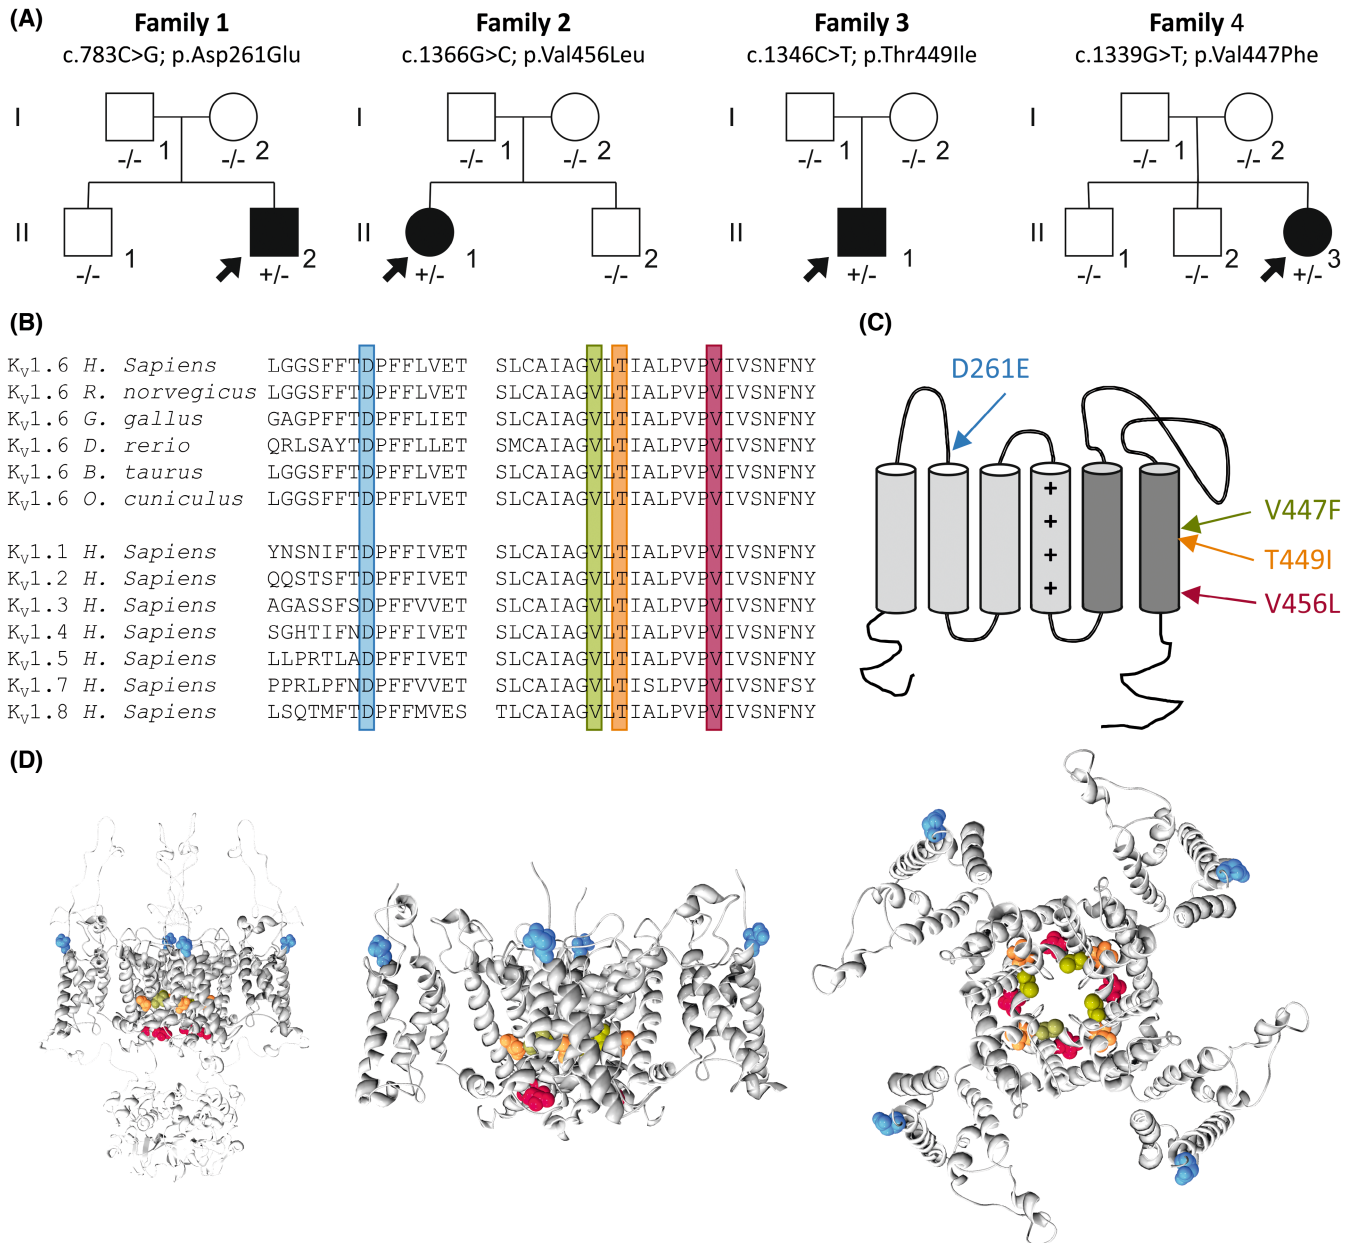 (A)
Family 1
c.783C>G; p.Asp261Glu
Family 2
c.1366G>C; p.Val456Leu
Family 3
c.1346C>T; p.Thr449Ile
Family 4
c.1339G>T; p.Val447Phe
I
-/- 1
-/- 2
I
-/- 1
-/- 2
I
-/- 1
-/- 2
I
-/- 1
-/- 2
II
-/- 1
+/- 2
II
+/- 1
-/- 2
II
+/- 1
II
-/- 1
-/- 2
+/- 3
(B)
KV1.6 H. Sapiens LGGSFFTDPFFLVET SLCAIAGVLTIALPVPVIVSNFNY
KV1.6 R. norvegicus LGGSFFTDPFFLVET SLCAIAGVLTIALPVPVIVSNFNY
KV1.6 G. gallus GAGPFFTDPFFLIET SLCAIAGVLTIALPVPVIVSNFNY
KV1.6 D. rerio QRLSAYTDPFFLLET SMCAIAGVLTIALPVPVIVSNFNY
KV1.6 B. taurus LGGSFFTDPFFLVET SLCAIAGVLTIALPVPVIVSNFNY
KV1.6 O. cuniculus LGGSFFTDPFFLVET SLCAIAGVLTIALPVPVIVSNFNY
KV1.1 H. Sapiens YNSNIFTDPFFIVET SLCAIAGVLTIALPVPVIVSNFNY
KV1.2 H. Sapiens QQSTSFTDPFFIVET SLCAIAGVLTIALPVPVIVSNFNY
KV1.3 H. Sapiens AGASSFSDPFFVVET SLCAIAGVLTIALPVPVIVSNFNY
KV1.4 H. Sapiens SGHTIFNDPFFIVET SLCAIAGVLTIALPVPVIVSNFNY
KV1.5 H. Sapiens LLPRTLADPFFIVET SLCAIAGVLTIALPVPVIVSNFNY
KV1.7 H. Sapiens PPRLPFNDPFFVVET SLCAIAGVLTISLPVPVIVSNFSY
KV1.8 H. Sapiens LSQTMFTDPFFMVES TLCAIAGVLTIALPVPVIVSNFNY
(C)
D261E
+
+
+
+
V447F
T449I
V456L
(D)